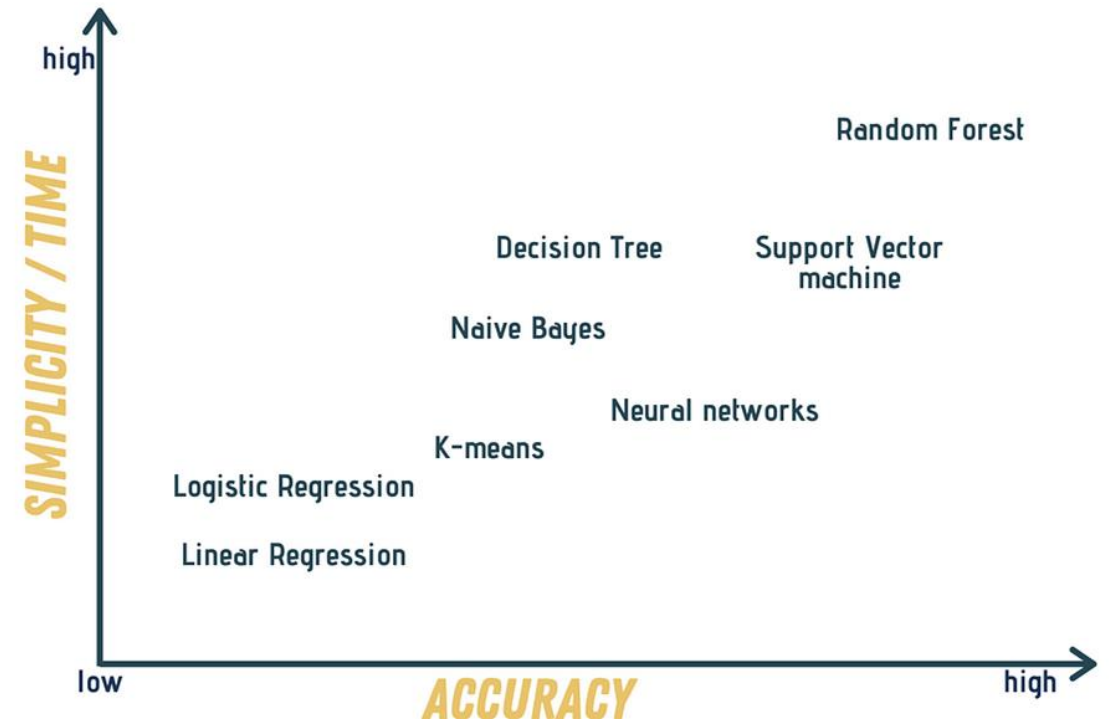 high
SIMPLICITY / TIME
Random Forest
Decision Tree
Support Vector
machine
Naive Bayes
Neural networks
K-means
Logistic Regression
Linear Regression
low
high
ACCURACY